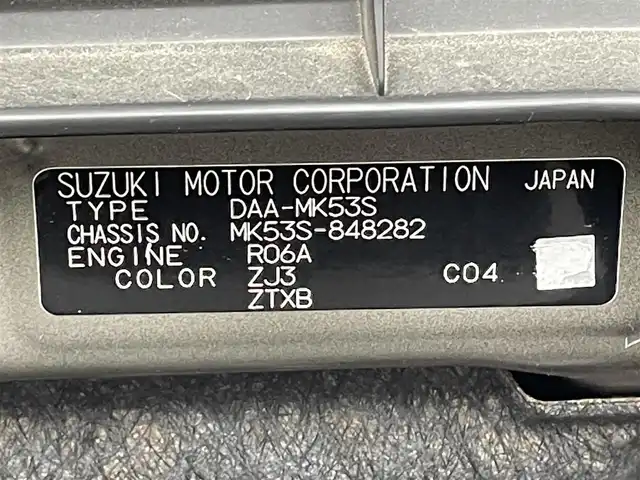 SUZUKI MOTOR CORPORATION JAPAN
TYPE DAA-MK53S
CHASSIS NO. MK53S-848282
ENGINE R06A
COLOR ZJ3 C04
ZTXB